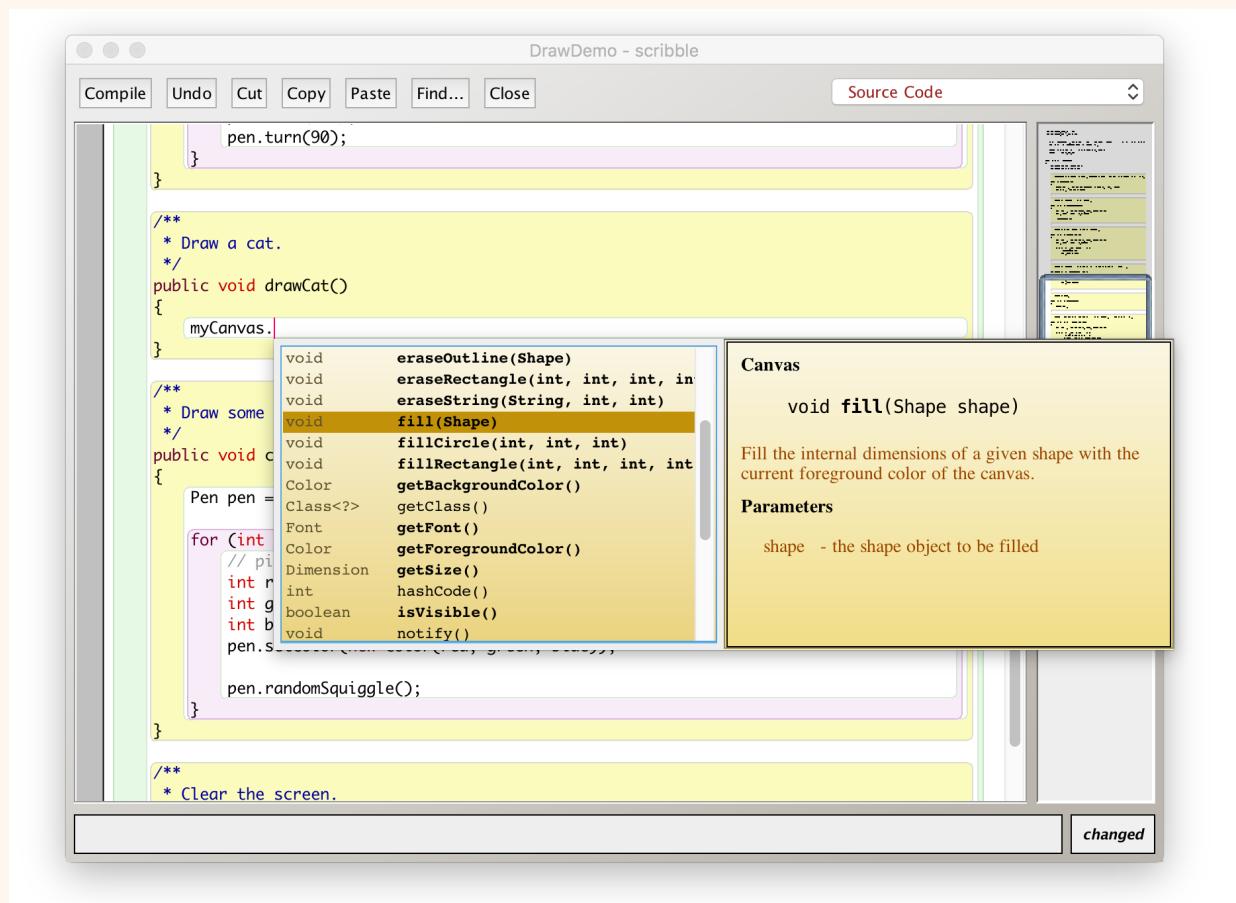 DrawDemo - scribble
Compile Undo Cut Copy Paste Find... Close Source Code
pen.turn(90);
}
}
/**
* Draw a cat.
*/
public void drawCat()
{
myCanvas.
}
/**
* Draw some
*/
public void c
{
Pen pen =
for (int
// pi
int r
int g
int b
pen.
pen.randomSquiggle();
}
}
/**
* Clear the screen.
void eraseOutline(Shape)
void eraseRectangle(int, int, int, in
void eraseString(String, int, int)
void fill(Shape)
void fillCircle(int, int, int)
void fillRectangle(int, int, int, int
Color getBackgroundColor()
Class<?> getClass()
Font getFont()
Color getForegroundColor()
Dimension getSize()
int hashCode()
boolean isVisible()
void notify()
Canvas
void fill(Shape shape)
Fill the internal dimensions of a given shape with the
current foreground color of the canvas.
Parameters
shape - the shape object to be filled
changed